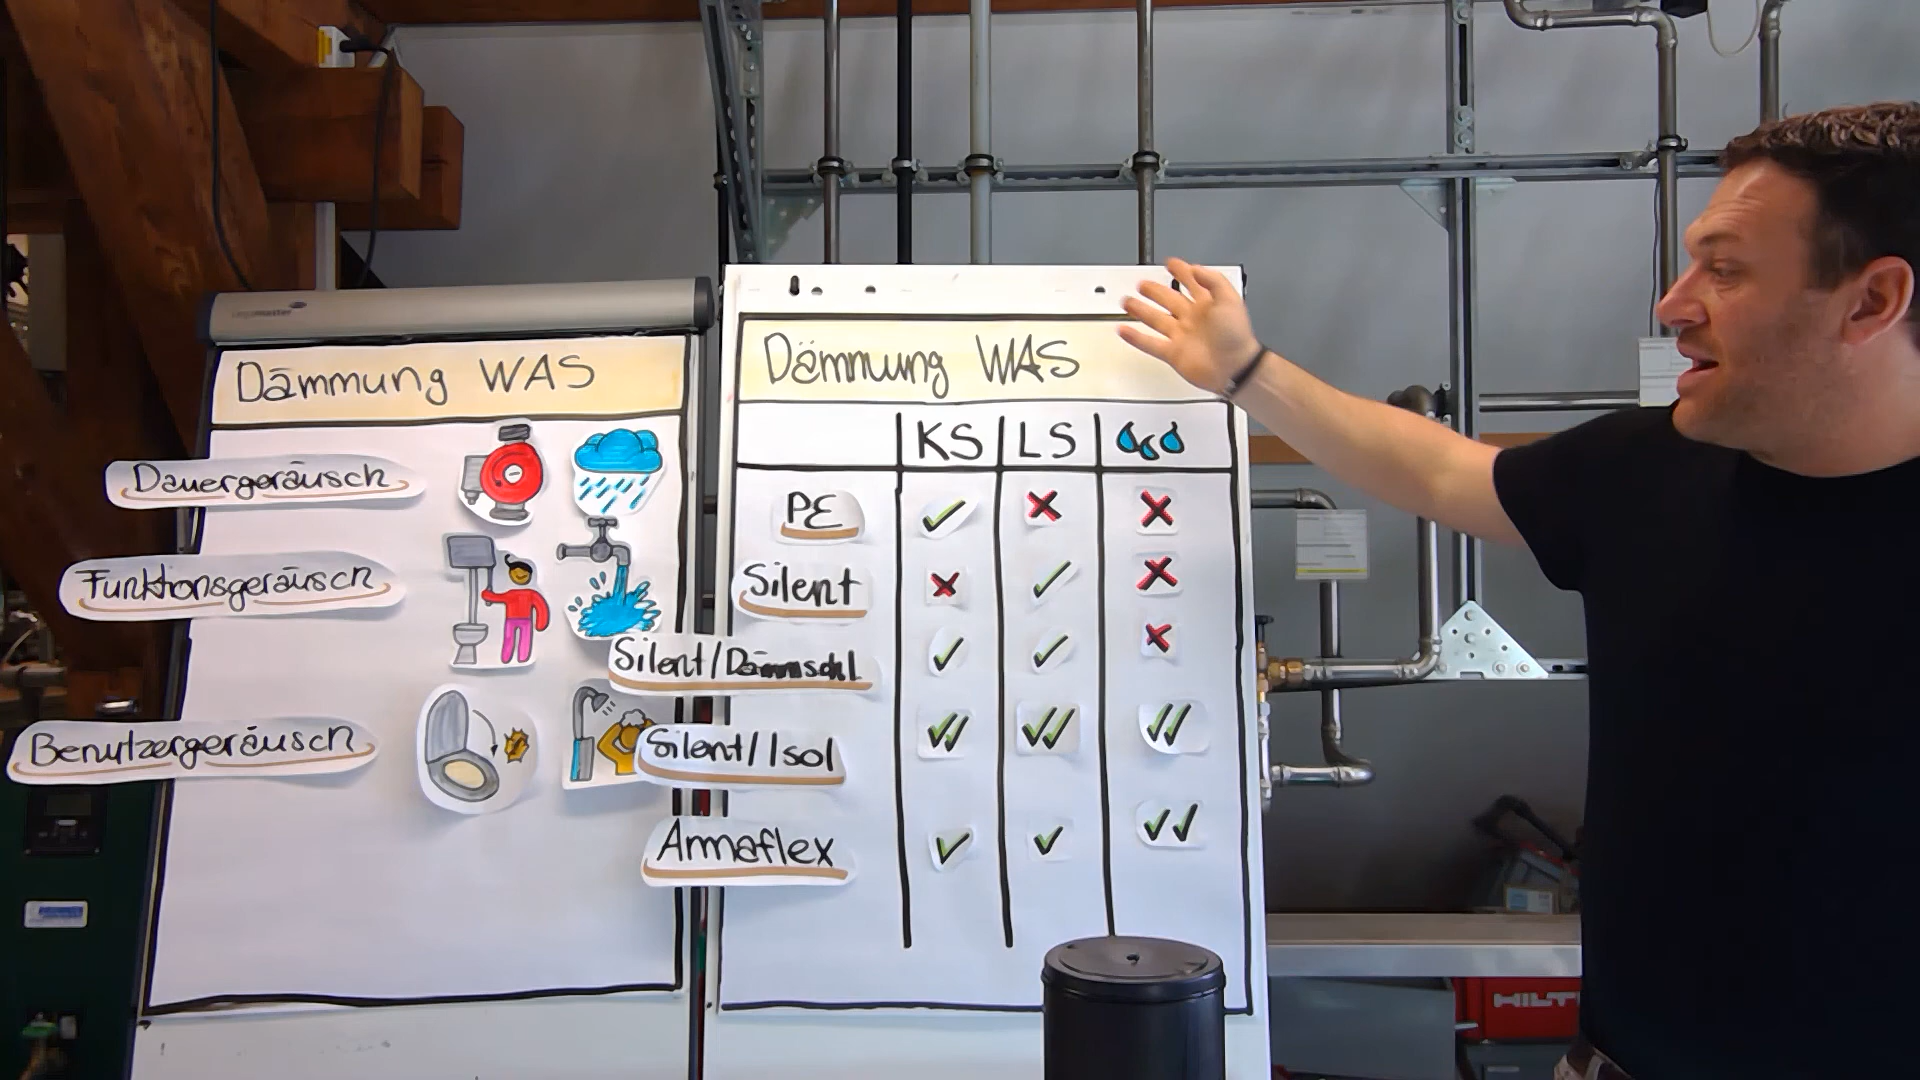 Dämmung WAS
Dauergeräusch
Funktionsgeräusch
Benutzergeräusch
Dämmung WAS
KS LS
PE
Silent
Silent/Dämmschl
Silent/Isol
Armaflex
HILTI